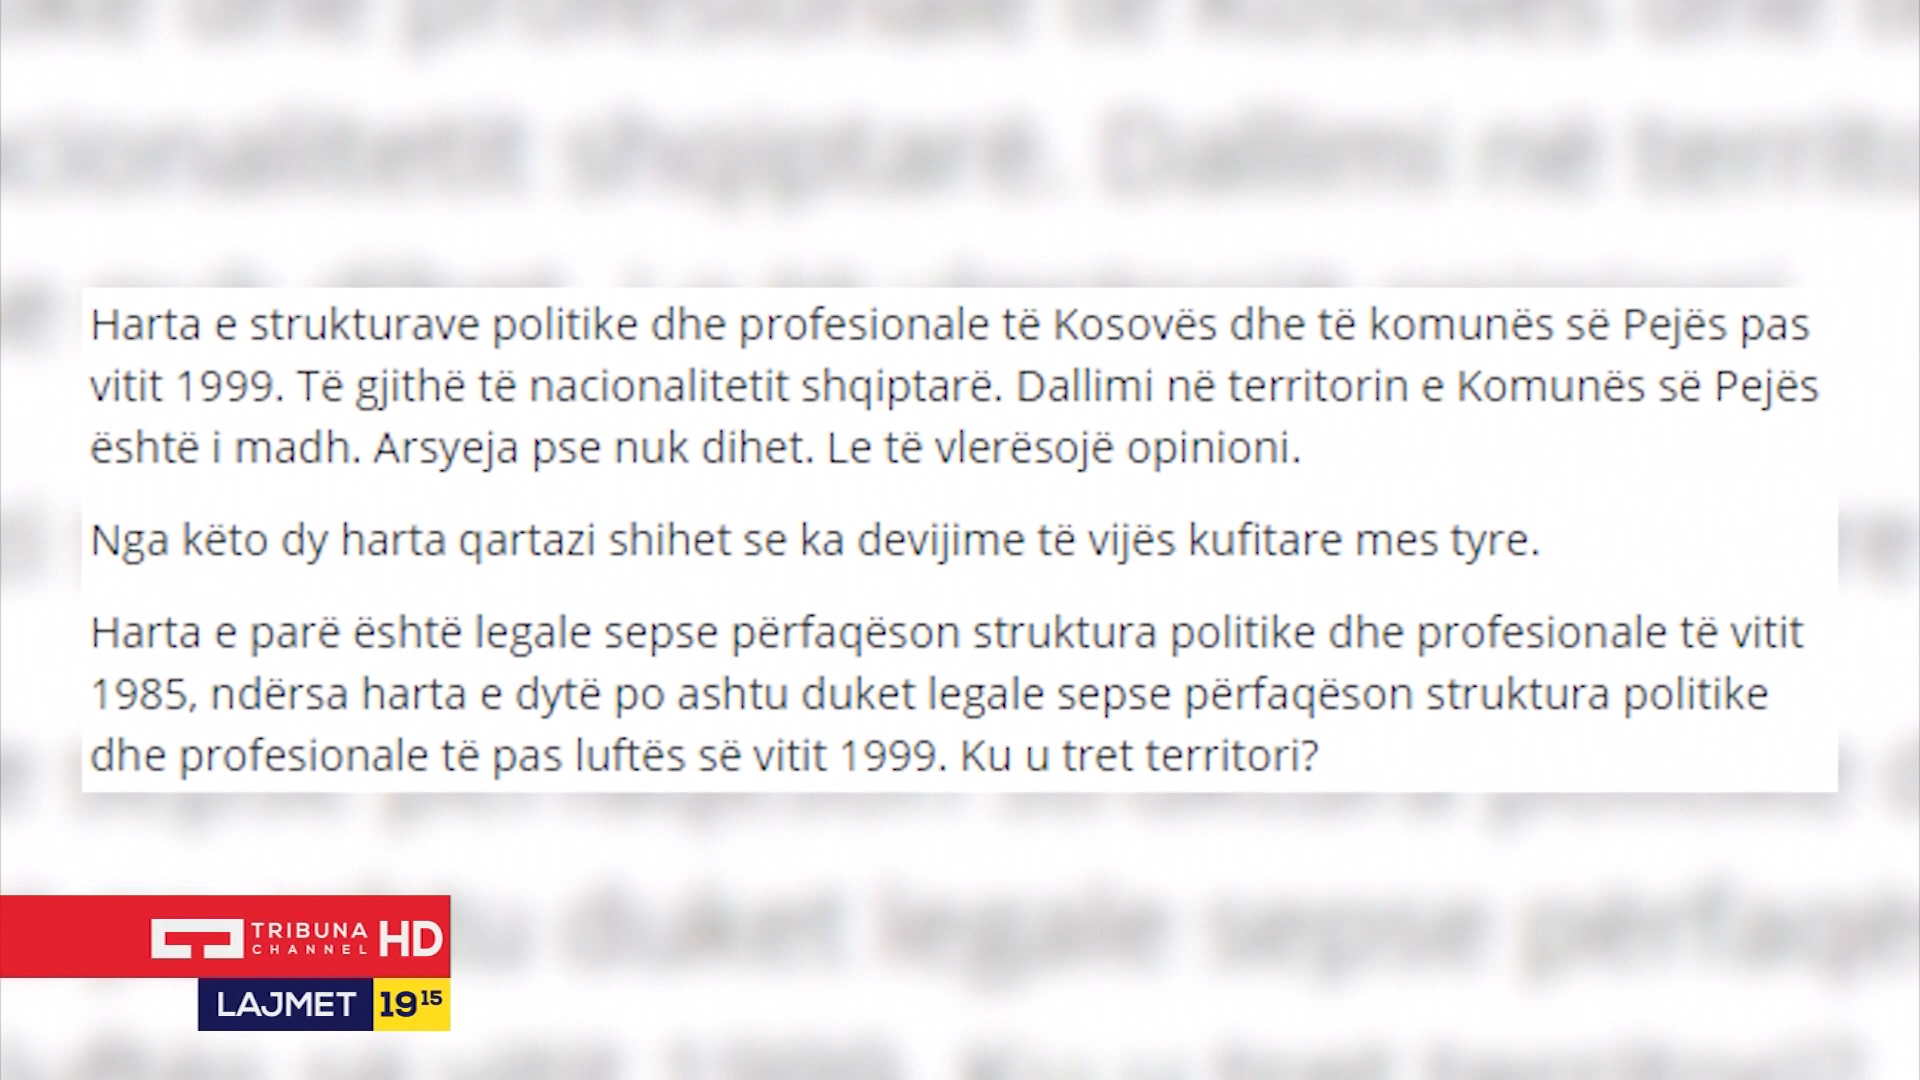 Harta e strukturave politike dhe profesionale të Kosovës dhe të komunës së Pejës pas
vitit 1999. Të gjithë të nacionalitetit shqiptarë. Dallimi në territorin e Komunës së Pejës
është i madh. Arsyeja pse nuk dihet. Le të vlerësojë opinioni.
Nga këto dy harta qartazi shihet se ka devijime të vijës kufitare mes tyre.
Harta e parë është legale sepse përfaqëson struktura politike dhe profesionale të vitit
1985, ndërsa harta e dytë po ashtu duket legale sepse përfaqëson struktura politike
dhe profesionale të pas luftës së vitit 1999. Ku u tret territori?
TRIBUNA
CHANNEL
HD
LAJMET 19 15